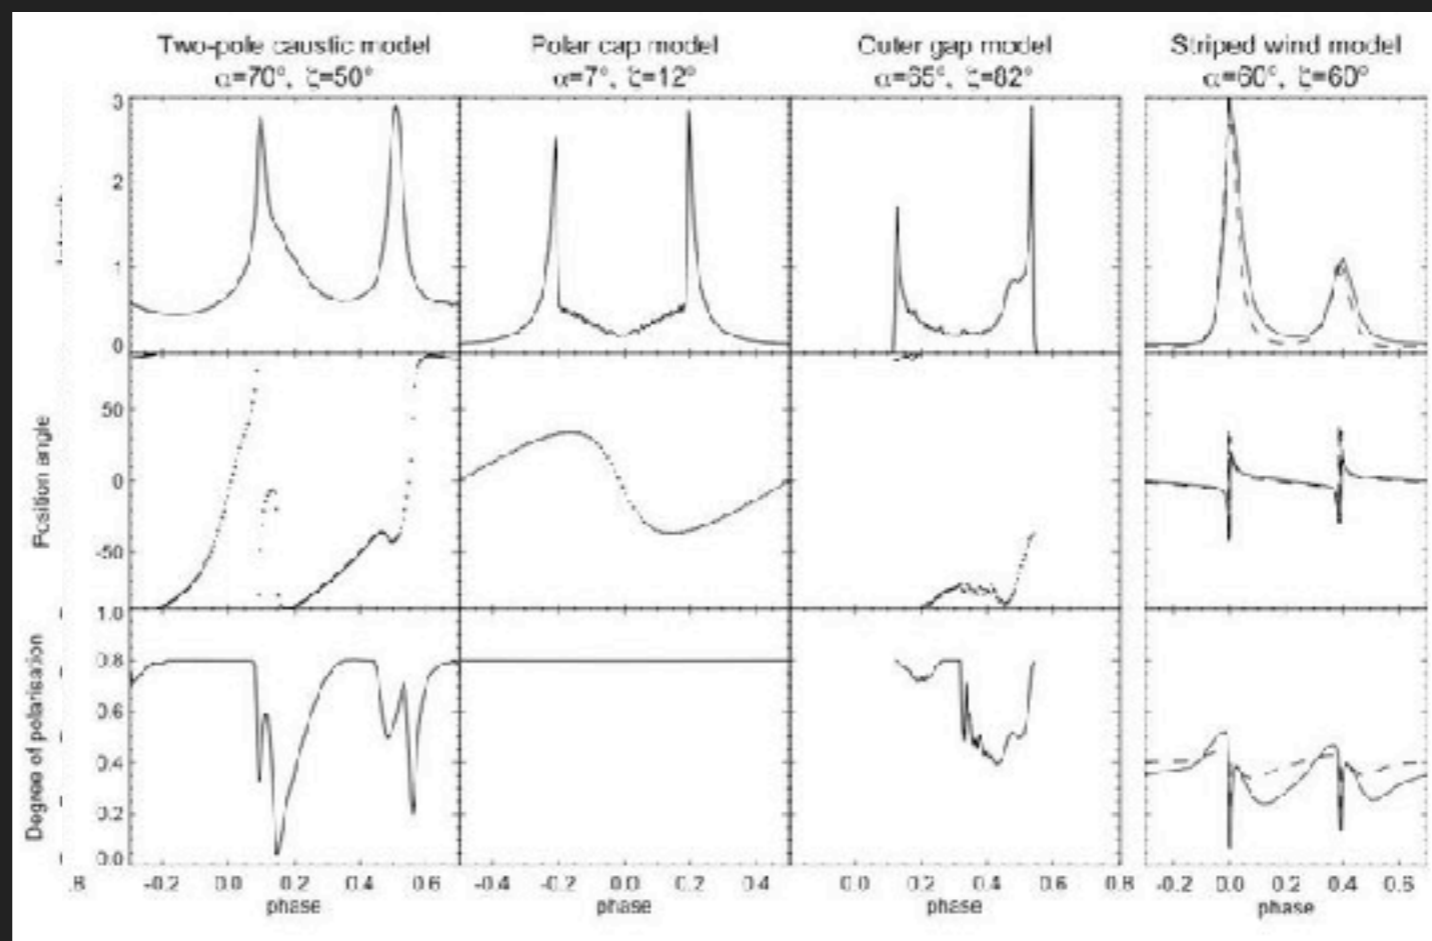 Two-pole caustic model
α=70°, ζ=50°
Polar cap model
α=7°, ζ=12°
Outer gap model
α=65°, ζ=82°
Striped wind model
α=60°, ζ=60°
3
2
1
0
Position angle
50
0
-50
Degree of polarisation
1.0
0.8
0.6
0.4
0.2
0.0
.8
-0.2 0.0 0.2 0.4 0.6
-0.4 -0.2 0.0 0.2 0.4
0.0 0.2 0.4 0.6 0.8
-0.2 0.0 0.2 0.4
phase
phase
phase
phase